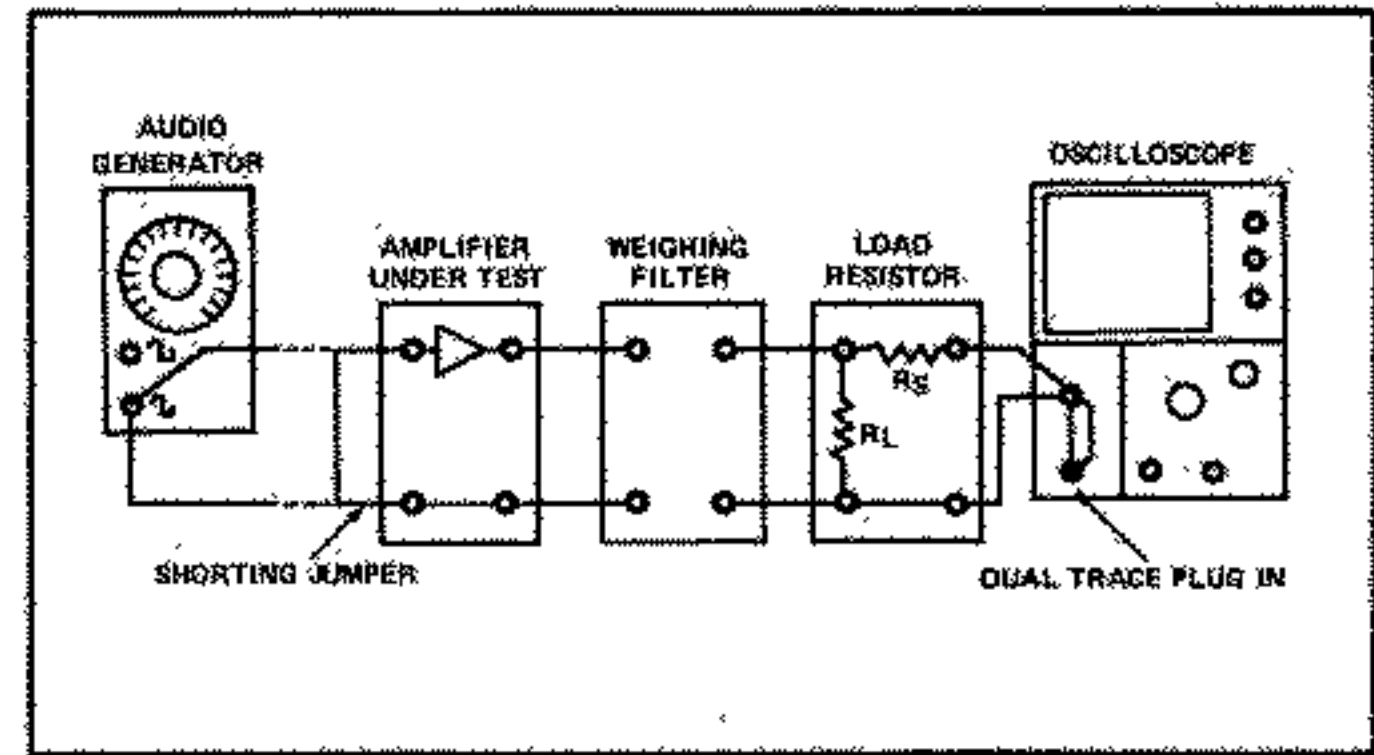 AUDIO
GENERATOR
OSCILLOSCOPE
AMPLIFIER
UNDER TEST
WEIGHING
FILTER
LOAD
RESISTOR
RS
RL
SHORTING JUMPER
DUAL TRACE PLUG IN